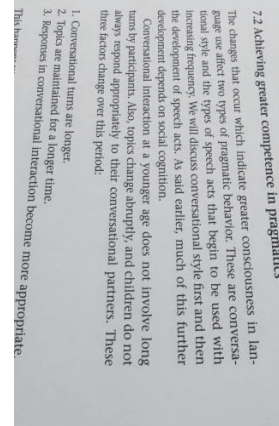 7.2 Achieving greater competence in pragmatics
The changes that occur which indicate greater consciousness in lan-
guage use affect two types of pragmatic behavior. These are conversa-
tional style and the types of speech acts that begin to be used with
increasing frequency. We will discuss conversational style first and then
the development of speech acts. As said earlier, much of this further
development depends on social cognition.
Conversational interaction at a younger age does not involve long
turns by participants. Also, topics change abruptly, and children do not
always respond appropriately to their conversational partners. These
three factors change over this period:
1. Conversational turns are longer.
2. Topics are maintained for a longer time.
3. Responses in conversational interaction become more appropriate.
This